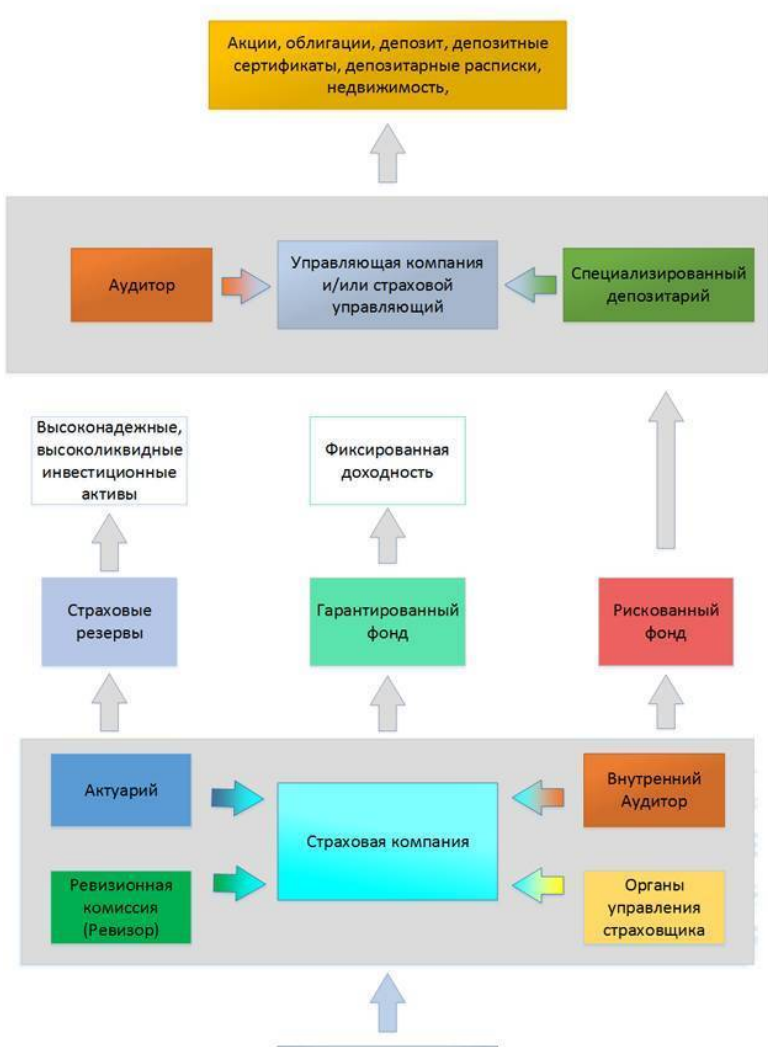 Акции, облигации, депозит, депозитные
сертификаты, депозитарные расписки,
недвижимость,
Аудитор
Управляющая компания
и/или страховой
управляющий
Специализированный
депозитарий
Высоконадежные,
высоколиквидные
инвестиционные
активы
Фиксированная
доходность
Страховые
резервы
Гарантированный
фонд
Рискованный
фонд
Актуарий
Страховая компания
Внутренний
Аудитор
Ревизионная
комиссия
(Ревизор)
Органы
управления
страховщика